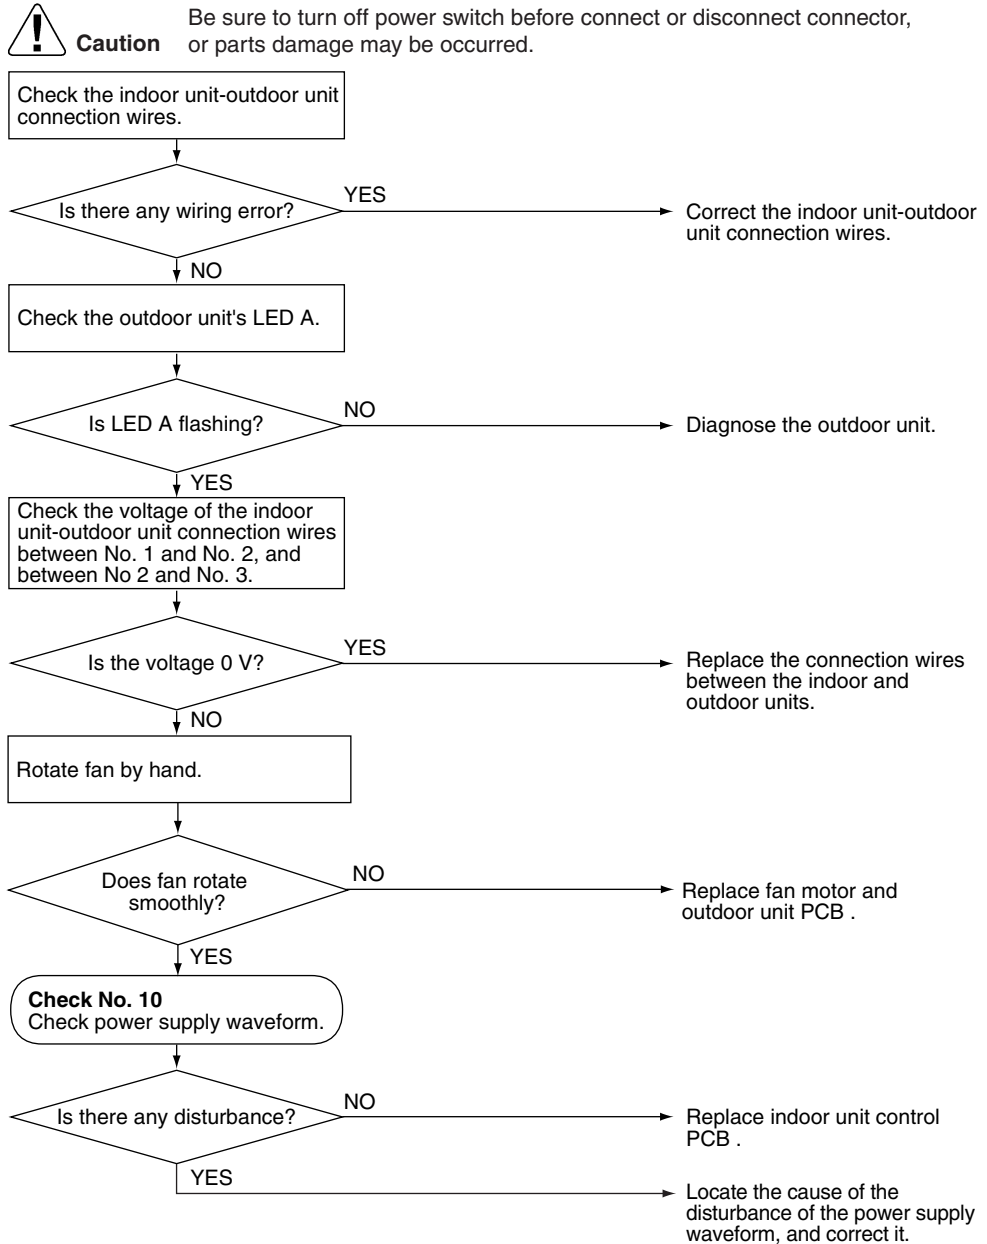 Be sure to turn off power switch before connect or disconnect connector,
Caution
or parts damage may be occurred.
Check the indoor unit-outdoor unit
connection wires.
Is there any wiring error?
YES
Correct the indoor unit-outdoor
unit connection wires.
NO
Check the outdoor unit's LED A.
Is LED A flashing?
NO
Diagnose the outdoor unit.
YES
Check the voltage of the indoor
unit-outdoor unit connection wires
between No. 1 and No. 2, and
between No 2 and No. 3.
Is the voltage 0 V?
YES
Replace the connection wires
between the indoor and
outdoor units.
NO
Rotate fan by hand.
Does fan rotate
smoothly?
NO
Replace fan motor and
outdoor unit PCB .
YES
Check No. 10
Check power supply waveform.
Is there any disturbance?
NO
Replace indoor unit control
PCB .
YES
Locate the cause of the
disturbance of the power supply
waveform, and correct it.